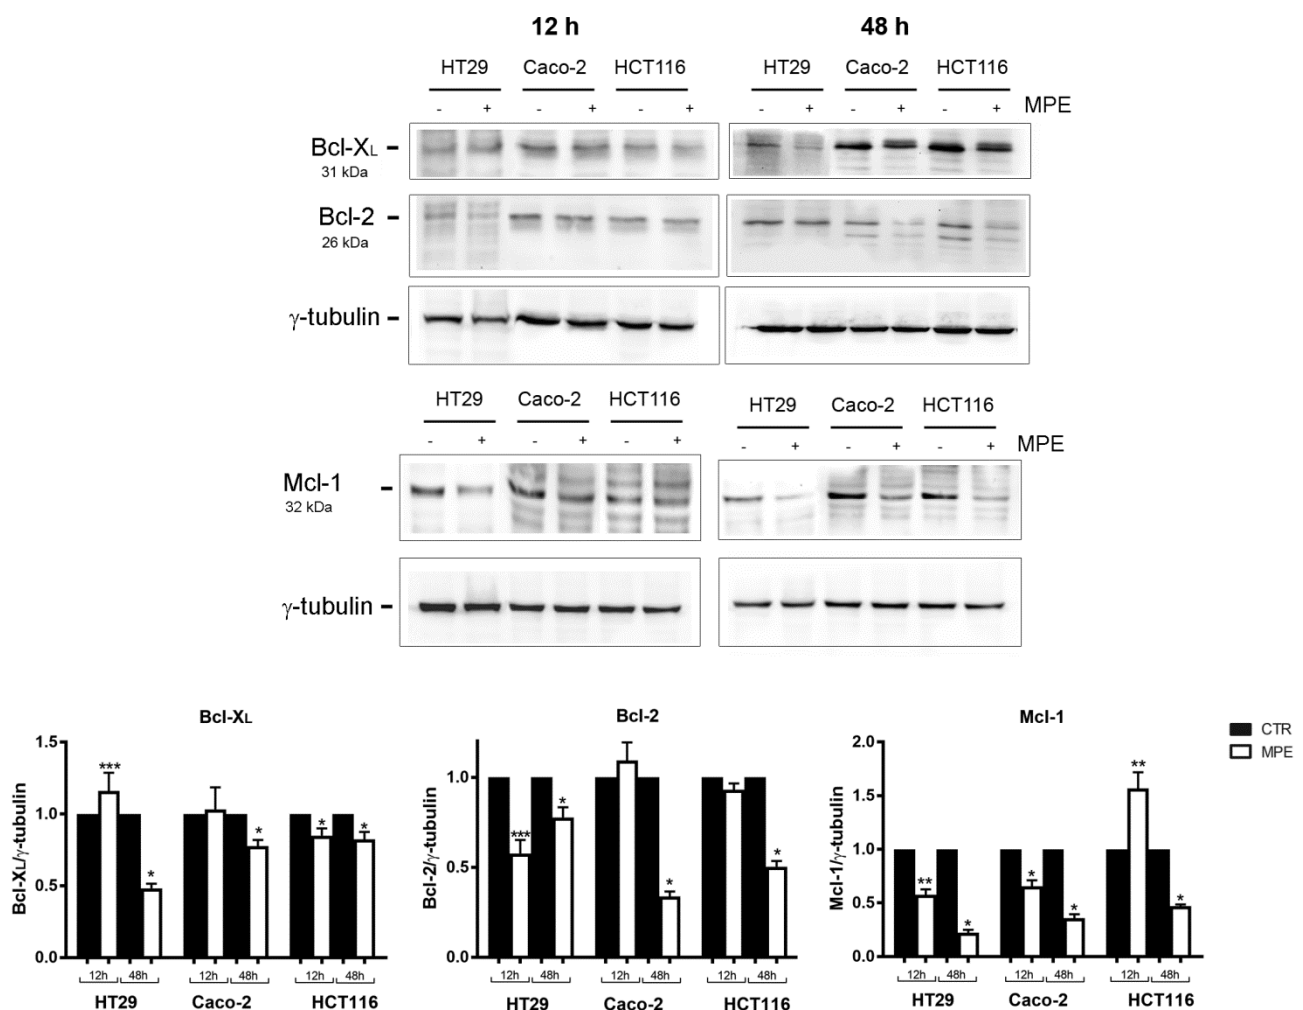 12 h 48 h
HT29 Caco-2 HCT116 HT29 Caco-2 HCT116
- + - + - + - + - + - + MPE
Bcl-XL
31 kDa
Bcl-2
26 kDa
γ-tubulin
HT29 Caco-2 HCT116 HT29 Caco-2 HCT116
- + - + - + - + - + - + MPE
Mcl-1
32 kDa
γ-tubulin
Bcl-XL
Bcl-XL/γ-tubulin
1.5
1.0
0.5
0.0
*** * * * *
12h 48h 12h 48h 12h 48h
HT29 Caco-2 HCT116
Bcl-2
Bcl-2/γ-tubulin
1.0
0.5
0.0
*** * * *
12h 48h 12h 48h 12h 48h
HT29 Caco-2 HCT116
Mcl-1
Mcl-1/γ-tubulin
2.0
1.5
1.0
0.5
0.0
** * * * ** *
12h 48h 12h 48h 12h 48h
HT29 Caco-2 HCT116
CTR
MPE